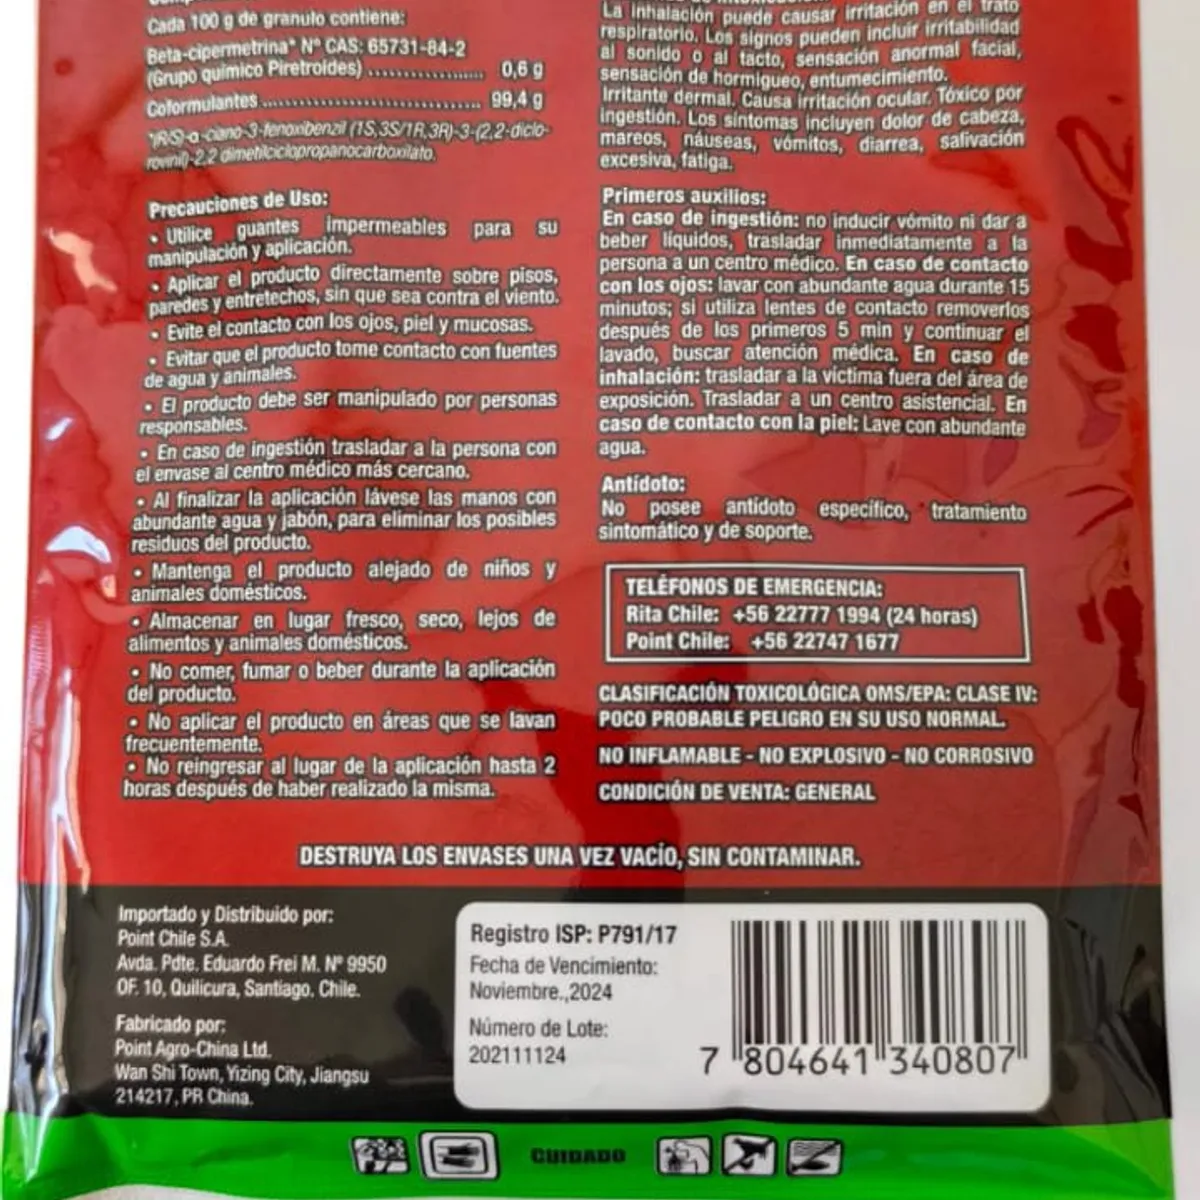 Cada 100 g de granulo contiene:
Beta-cipermetrina* Nº CAS: 65731-84-2
(Grupo químico Piretroides) .................. 0,6 g
Coformulantes ................................ 99,4 g
*(R/S)-α-ciano-3-fenoxibenzil (1S,3S/1R,3R)-3-(2,2-diclo-
rovinil)-2,2 dimetilciclopropanocarboxilato.
Precauciones de Uso:
• Utilice guantes impermeables para su
manipulación y aplicación.
• Aplicar el producto directamente sobre pisos,
paredes y entretechos, sin que sea contra el viento.
• Evite el contacto con los ojos, piel y mucosas.
• Evitar que el producto tome contacto con fuentes
de agua y animales.
• El producto debe ser manipulado por personas
responsables.
• En caso de ingestión trasladar a la persona con
el envase al centro médico más cercano.
• Al finalizar la aplicación lávese las manos con
abundante agua y jabón, para eliminar los posibles
residuos del producto.
• Mantenga el producto alejado de niños y
animales domésticos.
• Almacenar en lugar fresco, seco, lejos de
alimentos y animales domésticos.
• No comer, fumar o beber durante la aplicación
del producto.
• No aplicar el producto en áreas que se lavan
frecuentemente.
• No reingresar al lugar de la aplicación hasta 2
horas después de haber realizado la misma.
La inhalación puede causar irritación en el trato
respiratorio. Los signos pueden incluir irritabilidad
al sonido o al tacto, sensación anormal facial,
sensación de hormigueo, entumecimiento.
Irritante dermal. Causa irritación ocular. Tóxico por
ingestión. Los síntomas incluyen dolor de cabeza,
mareos, náuseas, vómitos, diarrea, salivación
excesiva, fatiga.
Primeros auxilios:
En caso de ingestión: no inducir vómito ni dar a
beber líquidos, trasladar inmediatamente a la
persona a un centro médico. En caso de contacto
con los ojos: lavar con abundante agua durante 15
minutos; si utiliza lentes de contacto removerlos
después de los primeros 5 min y continuar el
lavado, buscar atención médica. En caso de
inhalación: trasladar a la víctima fuera del área de
exposición. Trasladar a un centro asistencial. En
caso de contacto con la piel: Lave con abundante
agua.
Antídoto:
No posee antídoto específico, tratamiento
sintomático y de soporte.
TELÉFONOS DE EMERGENCIA:
Rita Chile: +56 22777 1994 (24 horas)
Point Chile: +56 22747 1677
CLASIFICACIÓN TOXICOLÓGICA OMS/EPA: CLASE IV:
POCO PROBABLE PELIGRO EN SU USO NORMAL.
NO INFLAMABLE - NO EXPLOSIVO - NO CORROSIVO
CONDICIÓN DE VENTA: GENERAL
DESTRUYA LOS ENVASES UNA VEZ VACÍO, SIN CONTAMINAR.
Importado y Distribuido por:
Point Chile S.A.
Avda. Pdte. Eduardo Frei M. Nº 9950
OF. 10, Quilicura, Santiago. Chile.
Fabricado por:
Point Agro-China Ltd.
Wan Shi Town, Yizing City, Jiangsu
214217, PR China.
Registro ISP: P791/17
Fecha de Vencimiento:
Noviembre.,2024
Número de Lote:
202111124
7 804641 340807
CUIDADO